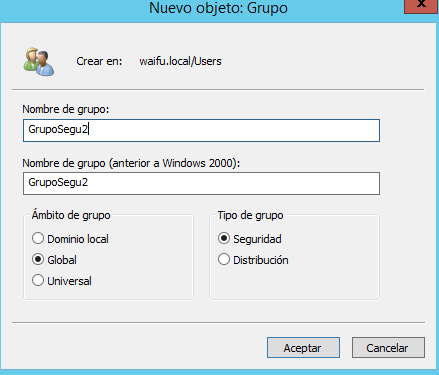 Nuevo objeto: Grupo
x
Crear en: waifu.local/Users
Nombre de grupo:
GrupoSegu2
Nombre de grupo (anterior a Windows 2000):
GrupoSegu2
Ámbito de grupo
Tipo de grupo
Dominio local
Seguridad
Global
Distribución
Universal
Aceptar
Cancelar